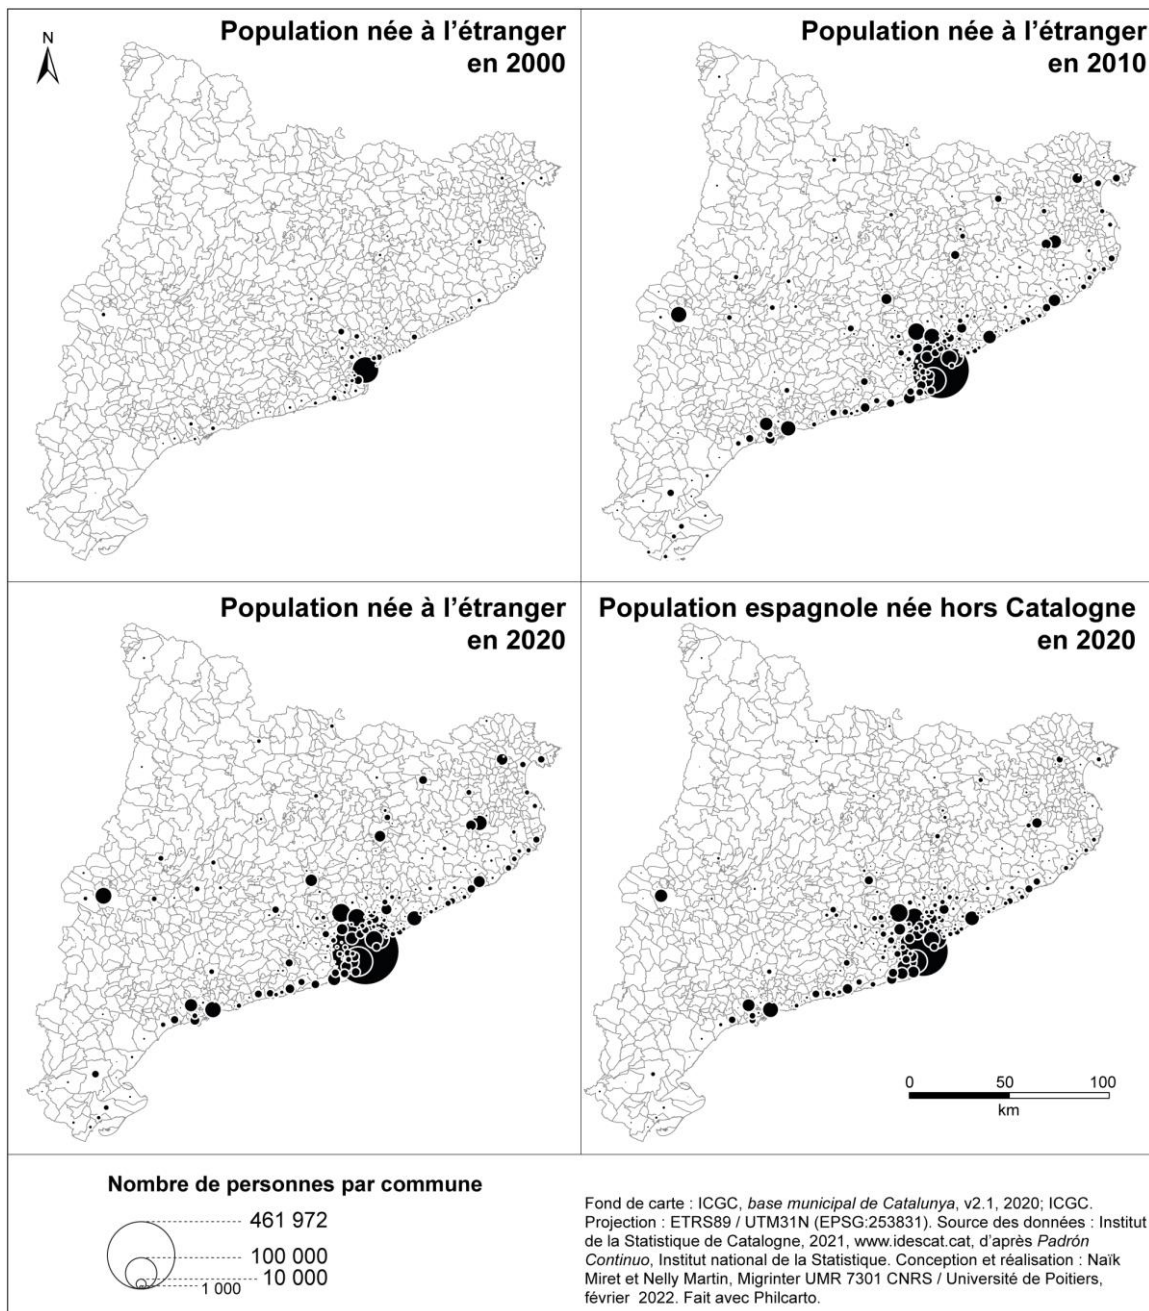 N
Population née à l’étranger
en 2000
Population née à l’étranger
en 2010
Population née à l’étranger
en 2020
Population espagnole née hors Catalogne
en 2020
0 50 100
km
Nombre de personnes par commune
461 972
100 000
10 000
1 000
Fond de carte : ICGC, base municipal de Catalunya, v2.1, 2020; ICGC.
Projection : ETRS89 / UTM31N (EPSG:253831). Source des données : Institut
de la Statistique de Catalogne, 2021, www.idescat.cat, d’après Padrón
Continuo, Institut national de la Statistique. Conception et réalisation : Naïk
Miret et Nelly Martin, Migrinter UMR 7301 CNRS / Université de Poitiers,
février 2022. Fait avec Philcarto.